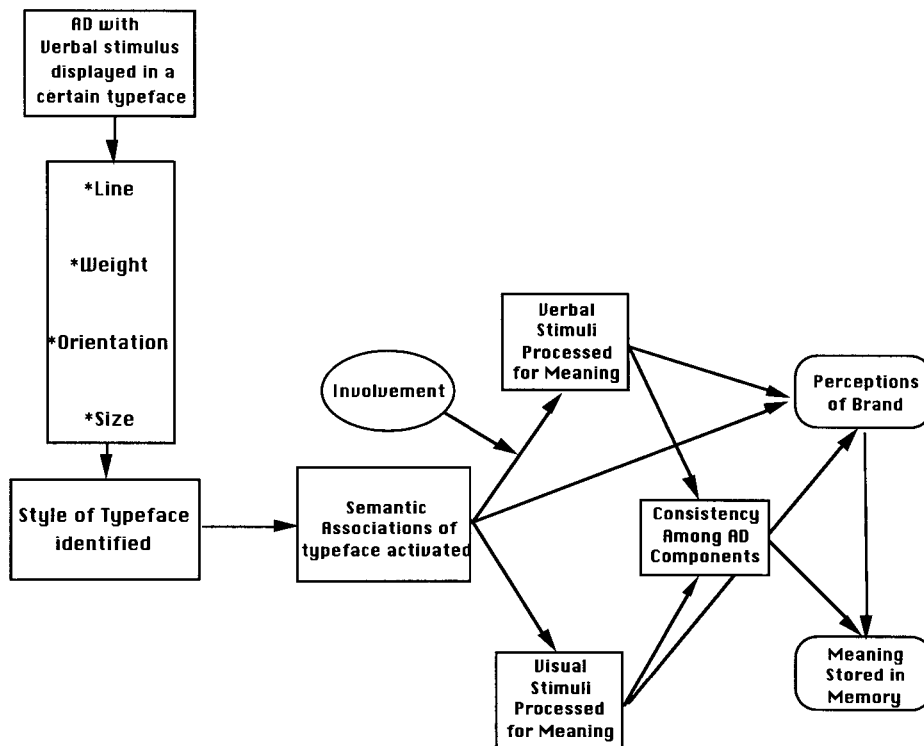 AD with
Verbal stimulus
displayed in a
certain typeface
*Line
*Weight
*Orientation
*Size
Style of Typeface
identified
Semantic
Associations of
typeface activated
Involvement
Verbal
Stimuli
Processed
for Meaning
Visual
Stimuli
Processed
for Meaning
Consistency
Among AD
Components
Perceptions
of Brand
Meaning
Stored in
Memory